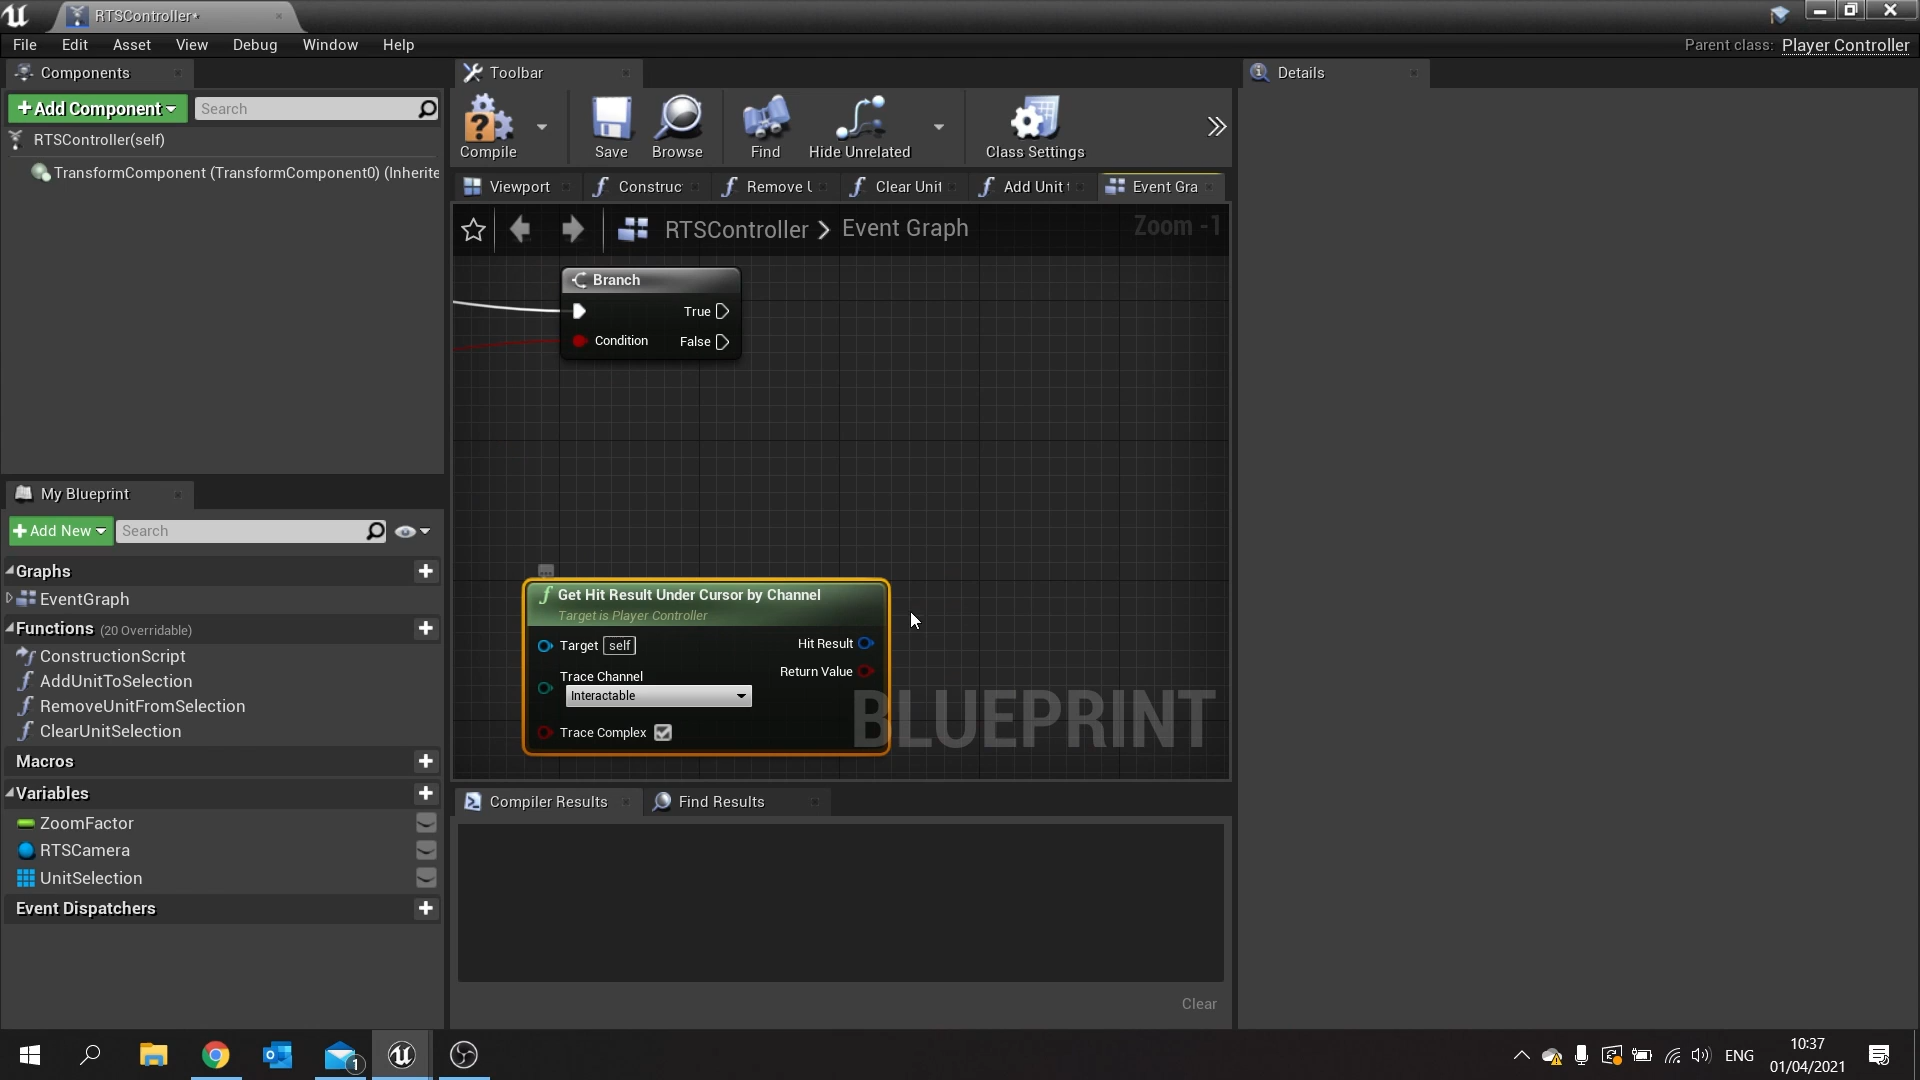 RTSController*
File Edit Asset View Debug Window Help
Parent class: Player Controller
Components
+Add Component
Search
RTSController(self)
TransformComponent (TransformComponent0) (Inherite
My Blueprint
+Add New
Search
Graphs
EventGraph
Functions (20 Overridable)
ConstructionScript
AddUnitToSelection
RemoveUnitFromSelection
ClearUnitSelection
Macros
Variables
ZoomFactor
RTSCamera
UnitSelection
Event Dispatchers
Toolbar
Compile
Save
Browse
Find
Hide Unrelated
Class Settings
Viewport
Construc
Remove U
Clear Unit
Add Unit t
Event Gra
RTSController > Event Graph
Zoom -1
Branch
True
Condition
False
Get Hit Result Under Cursor by Channel
Target is Player Controller
Target self
Hit Result
Trace Channel
Return Value
Interactable
Trace Complex
BLUEPRINT
Compiler Results
Find Results
Clear
Details
1
ENG
10:37
01/04/2021